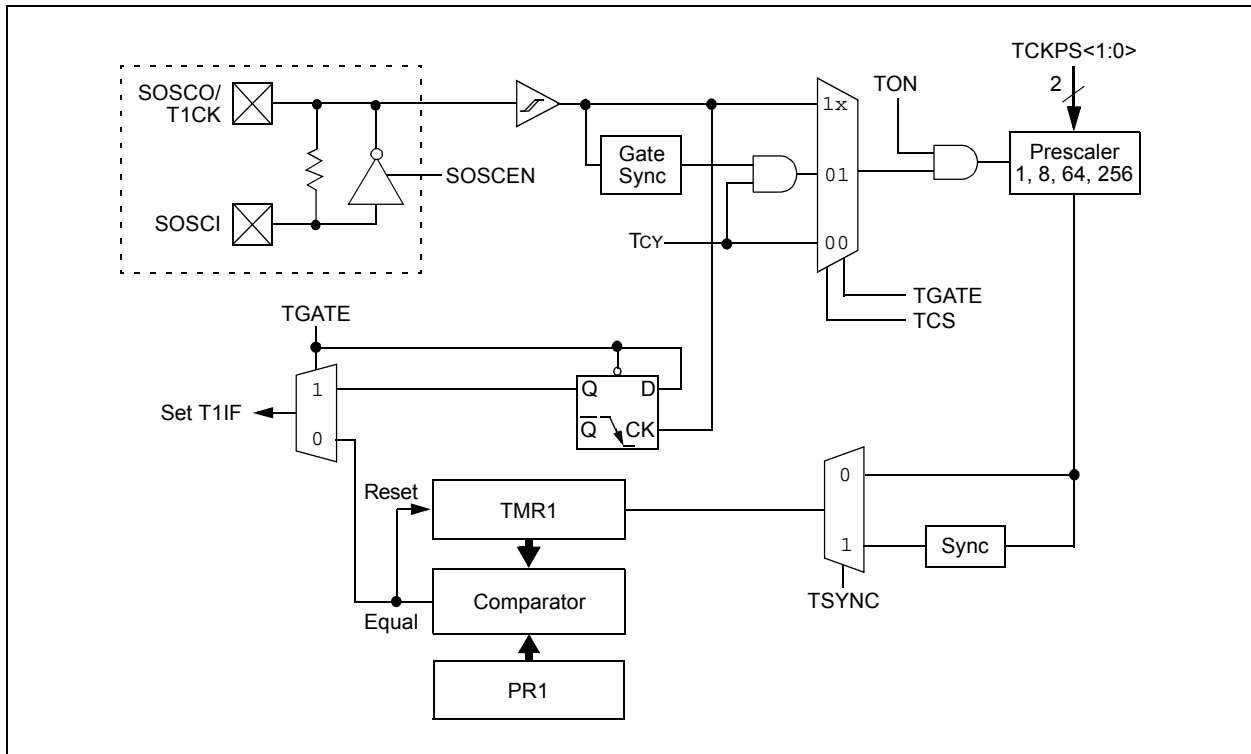 TCKPS<1:0>
2
SOSCO/
T1CK
TON
1x
Prescaler
1, 8, 64, 256
Gate
Sync
SOSCEN
01
SOSCI
TCY
00
TGATE
TCS
TGATE
1
Q
D
Set T1IF
Q
CK
0
Reset
TMR1
0
1
Sync
Comparator
TSYNC
Equal
PR1